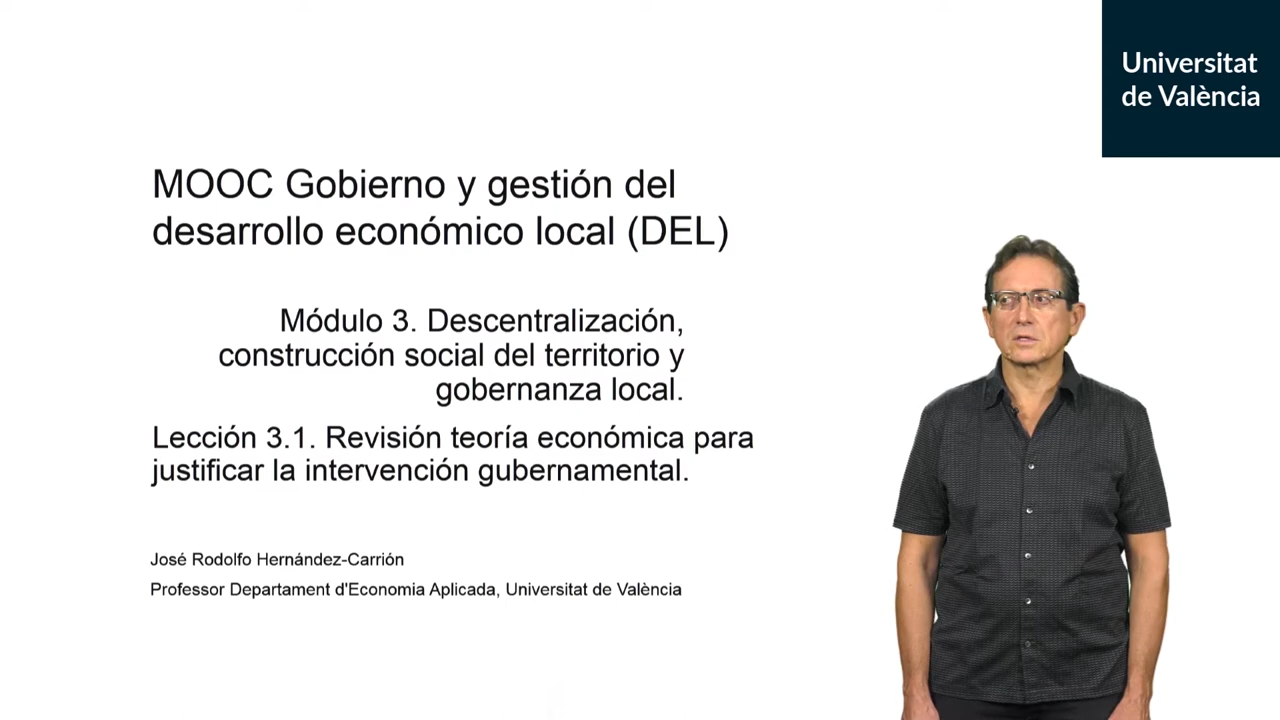 Universitat
de València
MOOC Gobierno y gestión del
desarrollo económico local (DEL)
Módulo 3. Descentralización,
construcción social del territorio y
gobernanza local.
Lección 3.1. Revisión teoría económica para
justificar la intervención gubernamental.
José Rodolfo Hernández-Carrión
Professor Departament d'Economia Aplicada, Universitat de València